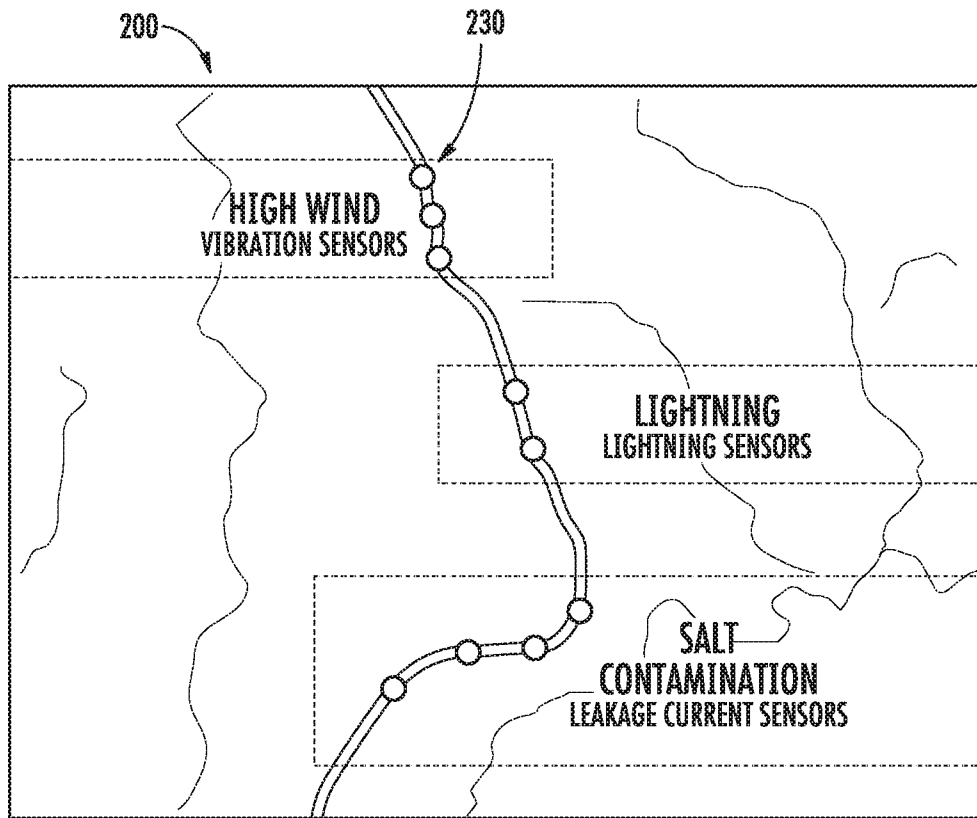 200
230
HIGH WIND
VIBRATION SENSORS
LIGHTNING
LIGHTNING SENSORS
SALT
CONTAMINATION
LEAKAGE CURRENT SENSORS